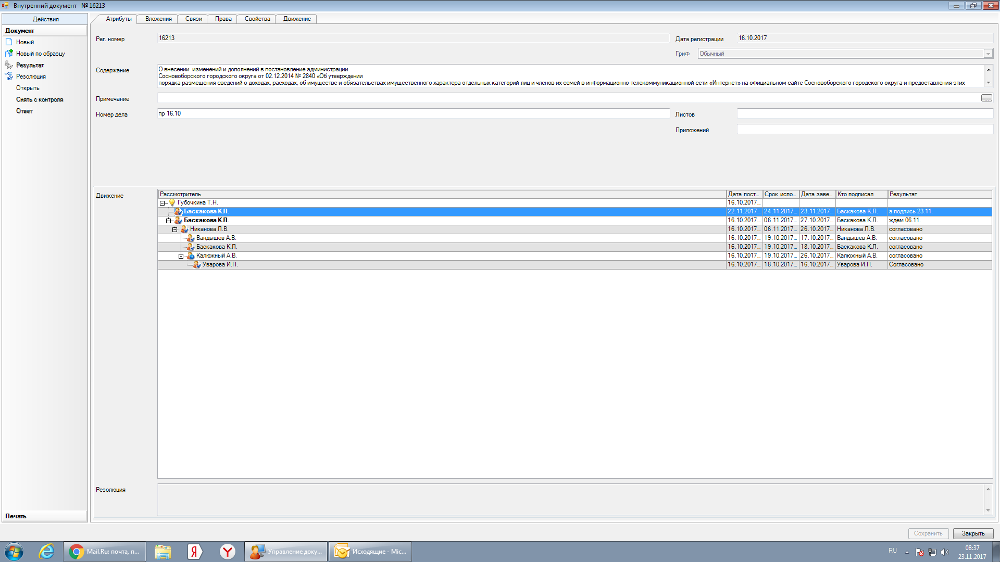 Внутренний документ № 16213
Действия
Документ
Новый
Новый по образцу
Результат
Резолюция
Открыть
Снять с контроля
Ответ
Печать
Атрибуты Вложения Связи Права Свойства Движение
Рег. номер 16213 Дата регистрации 16.10.2017
Гриф Обычный
Содержание О внесении изменений и дополнений в постановление администрации
Сосновоборского городского округа от 02.12.2014 № 2840 «Об утверждении
порядка размещения сведений о доходах, расходах, об имуществе и обязательствах имущественного характера отдельных категорий лиц и членов их семей в информационно-телекоммуникационной сети «Интернет» на официальном сайте Сосновоборского городского округа и предоставления этих
Примечание ...
Номер дела пр 16.10 Листов
Приложений
Движение
Рассмотритель Дата пост... Срок испо... Дата заве... Кто подписал Результат
Губочкина Т.Н. 16.10.2017...
Баскакова К.Л. 22.11.2017... 24.11.2017... 23.11.2017... Баскакова К.Л. а подпись 23.11.
Баскакова К.Л. 16.10.2017... 06.11.2017... 27.10.2017... Баскакова К.Л. ждем 06.11.
Никанова Л.В. 16.10.2017... 06.11.2017... 26.10.2017... Никанова Л.В. согласовано
Вандышев А.В. 16.10.2017... 19.10.2017... 17.10.2017... Вандышев А.В. согласовано
Баскакова К.Л. 16.10.2017... 19.10.2017... 18.10.2017... Баскакова К.Л. согласовано
Калюжный А.В. 16.10.2017... 19.10.2017... 26.10.2017... Калюжный А.В. согласовано
Уварова И.П. 16.10.2017... 18.10.2017... 16.10.2017... Уварова И.П. Согласовано
Резолюция
Сохранить Закрыть
Mail.Ru: почта, п... Я Y Управление доку... Исходящие - Mic... RU 08:37
23.11.2017